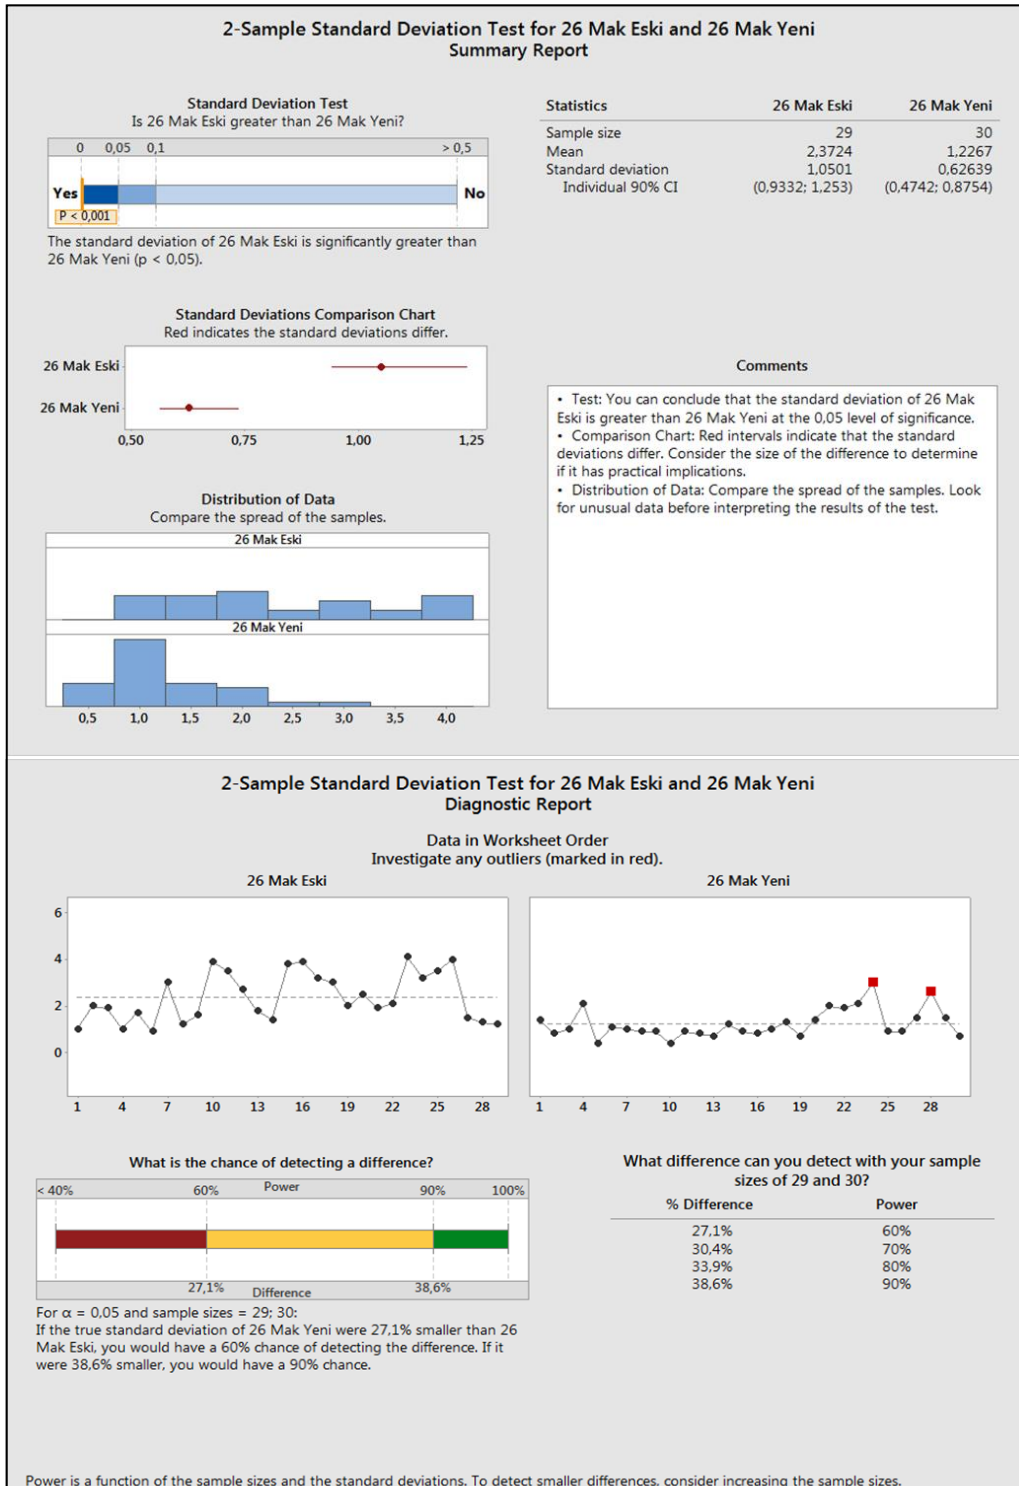 2-Sample Standard Deviation Test for 26 Mak Eski and 26 Mak Yeni
Summary Report
Standard Deviation Test
Is 26 Mak Eski greater than 26 Mak Yeni?
0 0,05 0,1 > 0,5
Yes No
P < 0,001
The standard deviation of 26 Mak Eski is significantly greater than
26 Mak Yeni (p < 0,05).
Statistics 26 Mak Eski 26 Mak Yeni
Sample size 29 30
Mean 2,3724 1,2267
Standard deviation 1,0501 0,62639
Individual 90% CI (0,9332; 1,253) (0,4742; 0,8754)
Standard Deviations Comparison Chart
Red indicates the standard deviations differ.
26 Mak Eski
26 Mak Yeni
0,50 0,75 1,00 1,25
Comments
• Test: You can conclude that the standard deviation of 26 Mak
Eski is greater than 26 Mak Yeni at the 0,05 level of significance.
• Comparison Chart: Red intervals indicate that the standard
deviations differ. Consider the size of the difference to determine
if it has practical implications.
• Distribution of Data: Compare the spread of the samples. Look
for unusual data before interpreting the results of the test.
Distribution of Data
Compare the spread of the samples.
26 Mak Eski
26 Mak Yeni
0,5 1,0 1,5 2,0 2,5 3,0 3,5 4,0
2-Sample Standard Deviation Test for 26 Mak Eski and 26 Mak Yeni
Diagnostic Report
Data in Worksheet Order
Investigate any outliers (marked in red).
26 Mak Eski 26 Mak Yeni
6
4
2
0
1 4 7 10 13 16 19 22 25 28 1 4 7 10 13 16 19 22 25 28
What is the chance of detecting a difference?
< 40% 60% Power 90% 100%
27,1% Difference 38,6%
For α = 0,05 and sample sizes = 29; 30:
If the true standard deviation of 26 Mak Yeni were 27,1% smaller than 26
Mak Eski, you would have a 60% chance of detecting the difference. If it
were 38,6% smaller, you would have a 90% chance.
What difference can you detect with your sample
sizes of 29 and 30?
% Difference Power
27,1% 60%
30,4% 70%
33,9% 80%
38,6% 90%
Power is a function of the sample sizes and the standard deviations. To detect smaller differences, consider increasing the sample sizes.